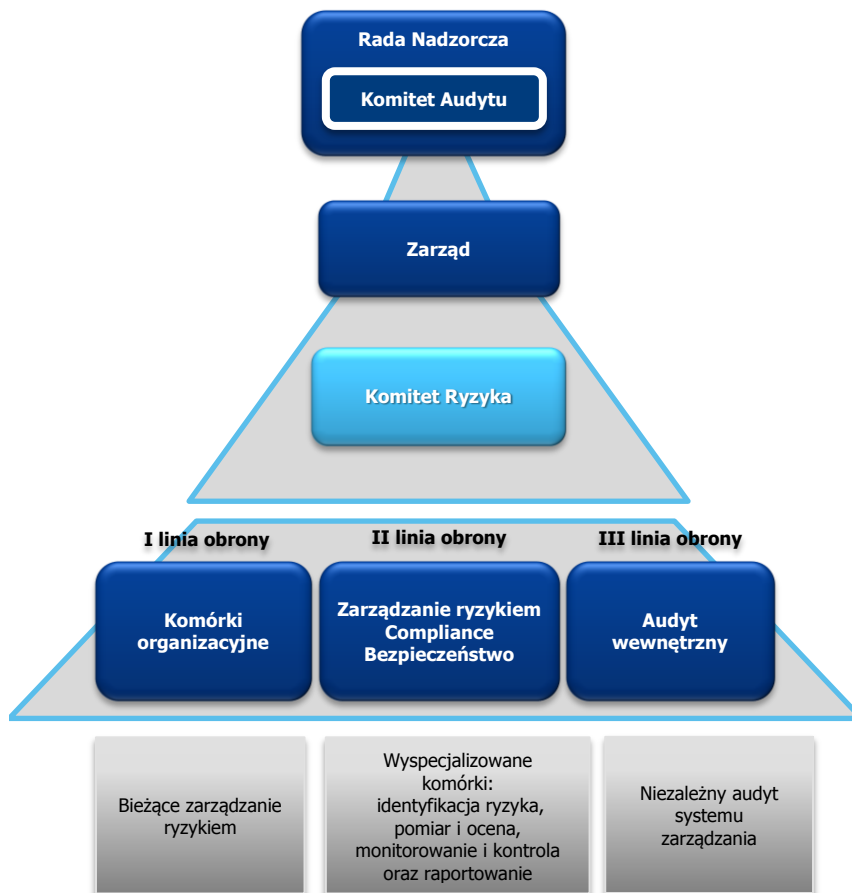 Rada Nadzorcza
Komitet Audytu
Zarząd
Komitet Ryzyka
I linia obrony
II linia obrony
III linia obrony
Komórki
organizacyjne
Zarządzanie ryzykiem
Compliance
Bezpieczeństwo
Audyt
wewnętrzny
Bieżące zarządzanie
ryzykiem
Wyspecjalizowane
komórki:
identyfikacja ryzyka,
pomiar i ocena,
monitorowanie i kontrola
oraz raportowanie
Niezależny audyt
systemu
zarządzania